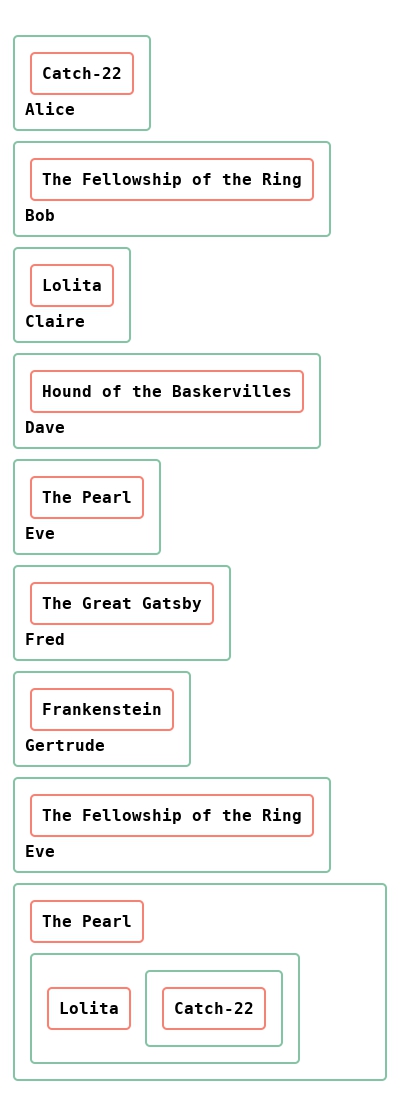 Catch-22
Alice
The Fellowship of the Ring
Bob
Lolita
Claire
Hound of the Baskervilles
Dave
The Pearl
Eve
The Great Gatsby
Fred
Frankenstein
Gertrude
The Fellowship of the Ring
Eve
The Pearl
Lolita Catch-22